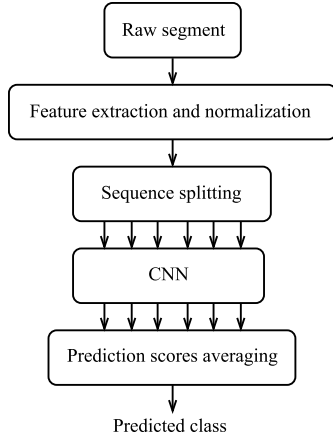 Raw segment
Feature extraction and normalization
Sequence splitting
CNN
Prediction scores averaging
Predicted class